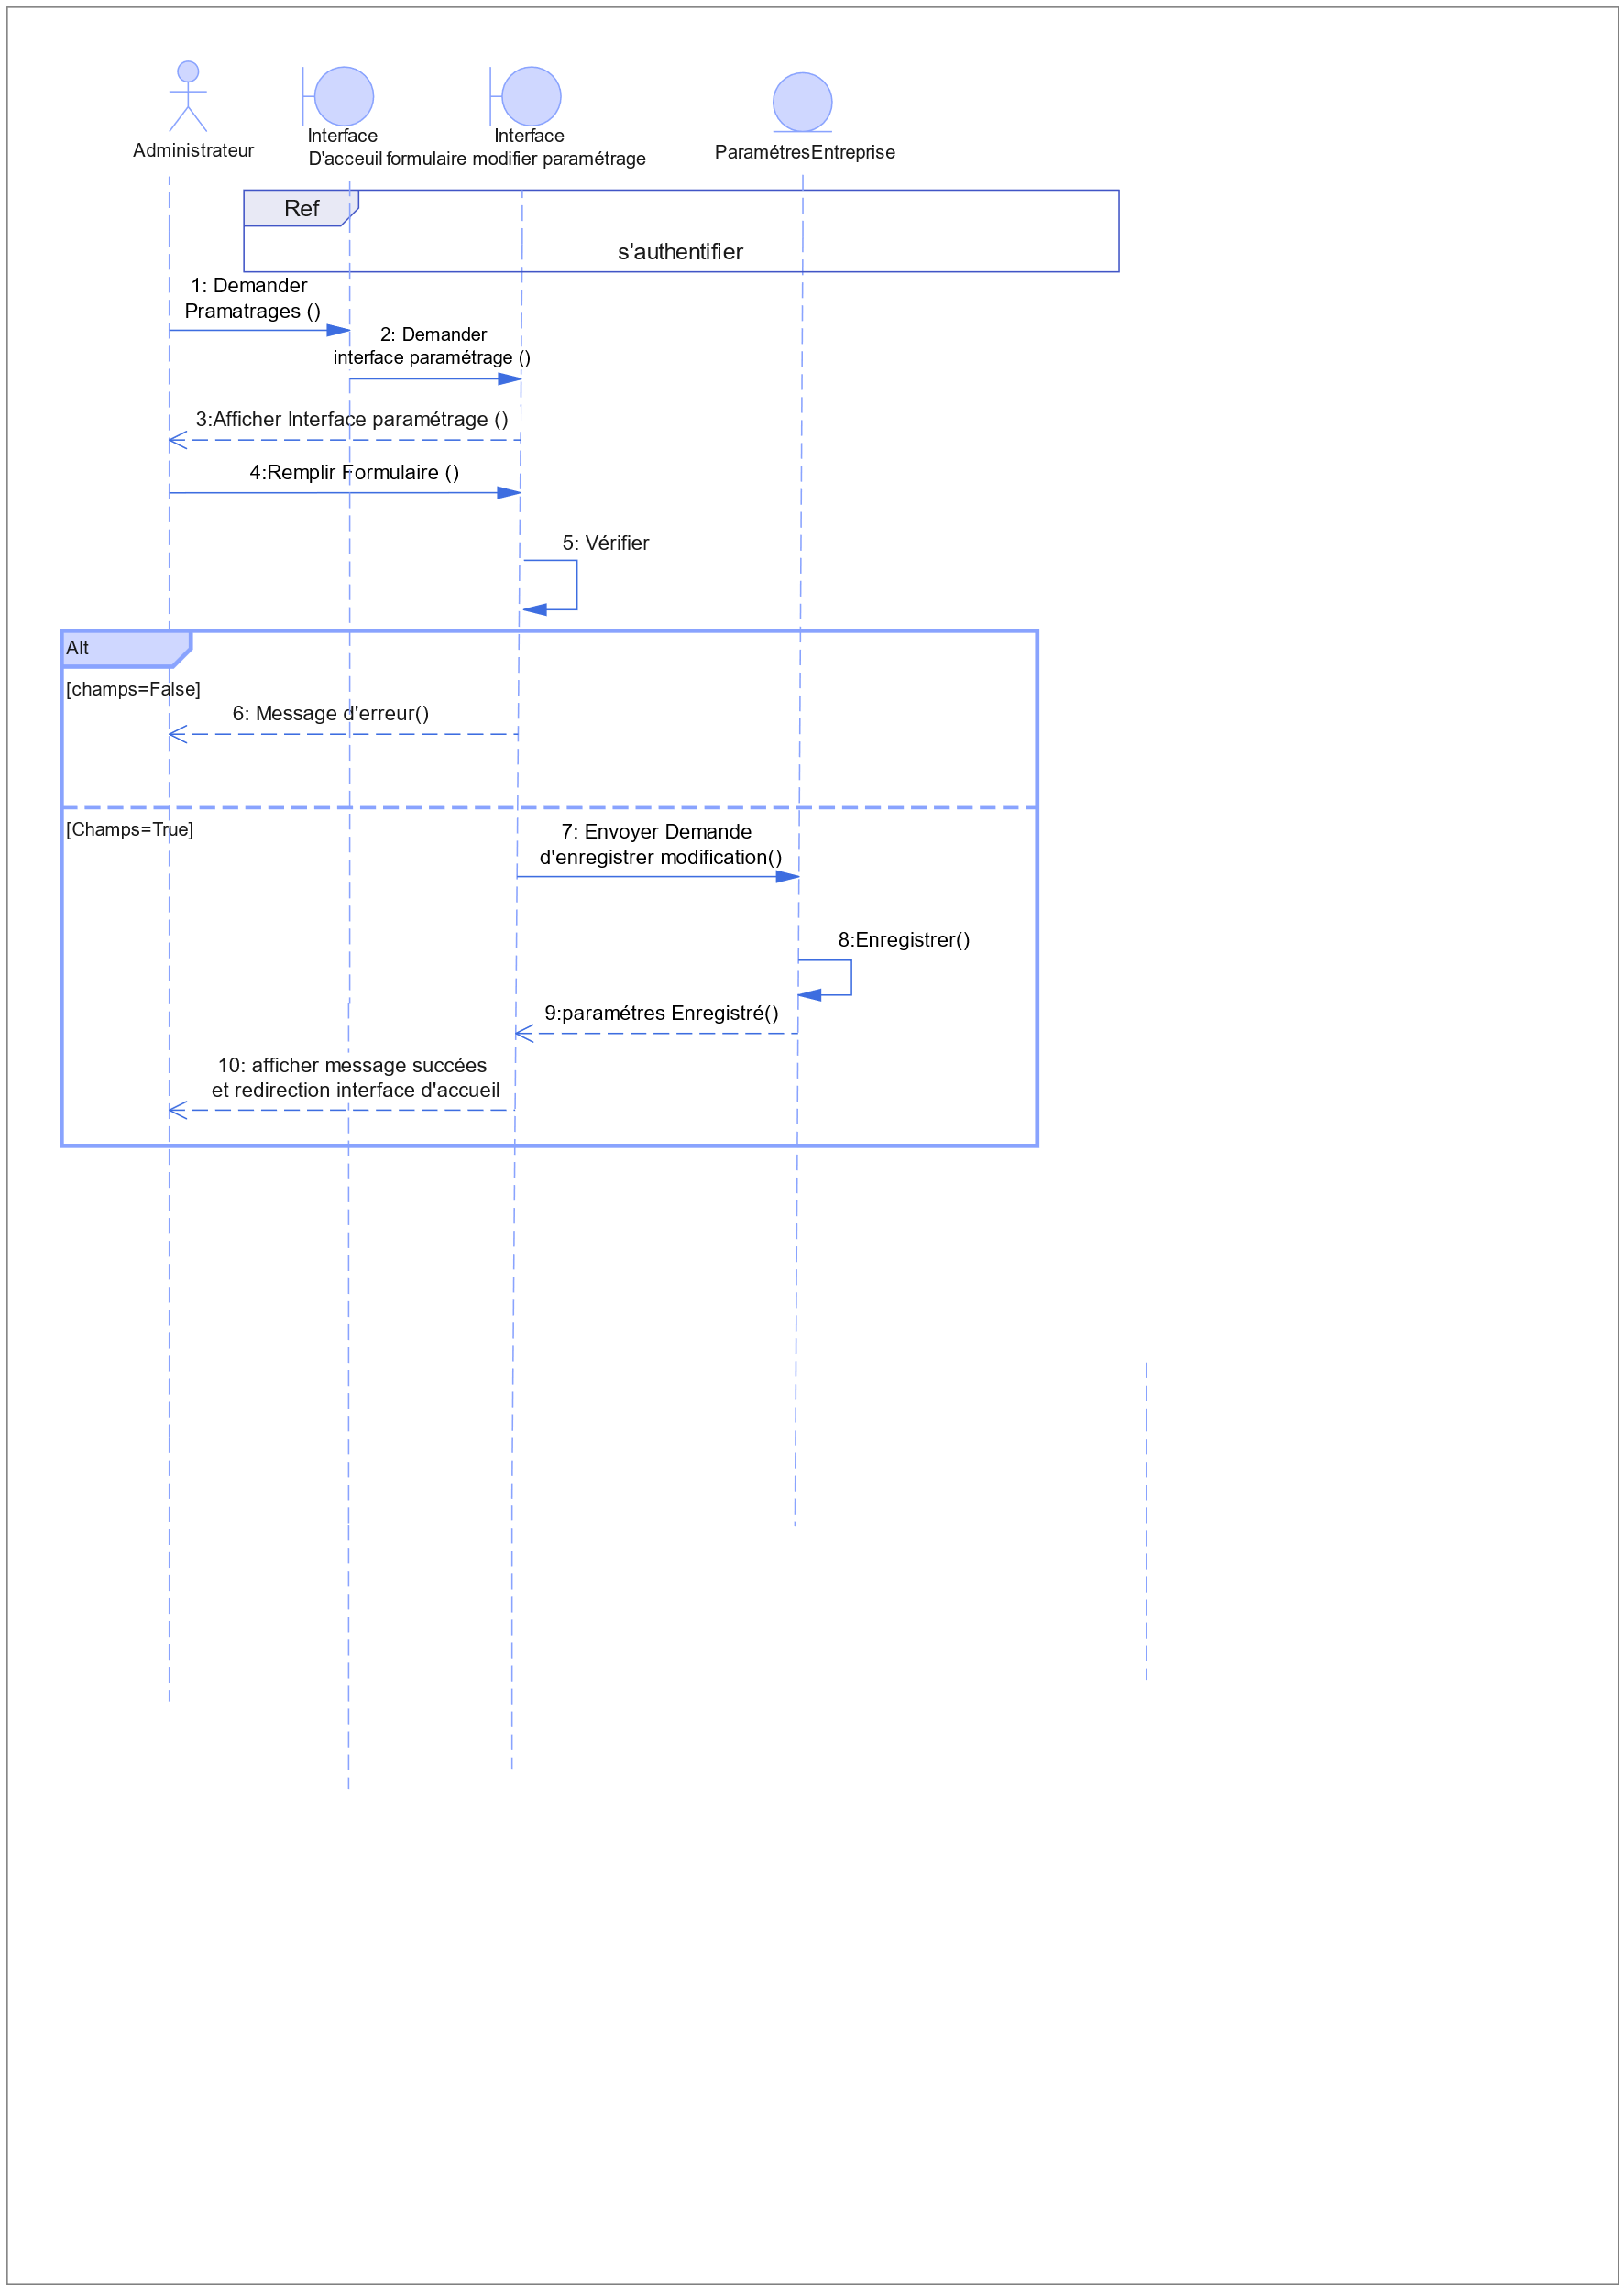 Administrateur
Interface
D'acceuil
Interface
formulaire modifier paramétrage
ParamétresEntreprise
Ref
s'authentifier
1: Demander
Pramatrages ()
2: Demander
interface paramétrage ()
3:Afficher Interface paramétrage ()
4:Remplir Formulaire ()
5: Vérifier
Alt
[champs=False]
6: Message d'erreur()
[Champs=True]
7: Envoyer Demande
d'enregistrer modification()
8:Enregistrer()
9:paramétres Enregistré()
10: afficher message succées
et redirection interface d'accueil